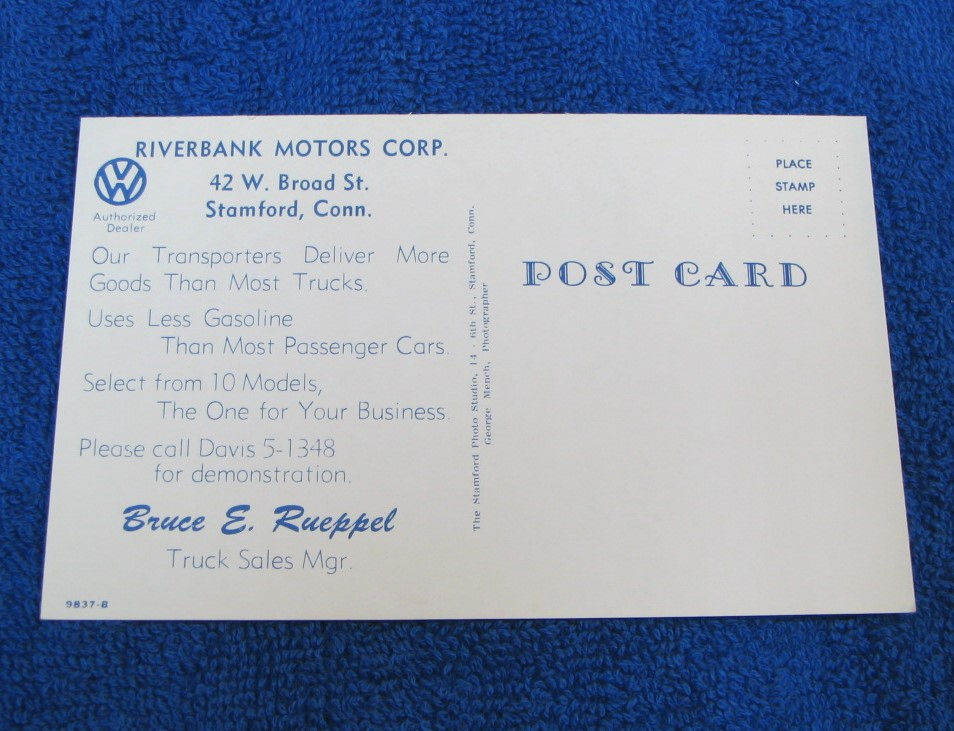 RIVERBANK MOTORS CORP.
VW
42 W. Broad St.
Stamford, Conn.
Authorized
Dealer
Our Transporters Deliver More
Goods Than Most Trucks.
Uses Less Gasoline
Than Most Passenger Cars.
Select from 10 Models,
The One for Your Business.
Please call Davis 5-1348
for demonstration.
Bruce E. Rueppel
Truck Sales Mgr.
9837-B
The Stamford Photo Studio, 14 - 6th St., Stamford, Conn.
George Mench, Photographer
PLACE
STAMP
HERE
POST CARD